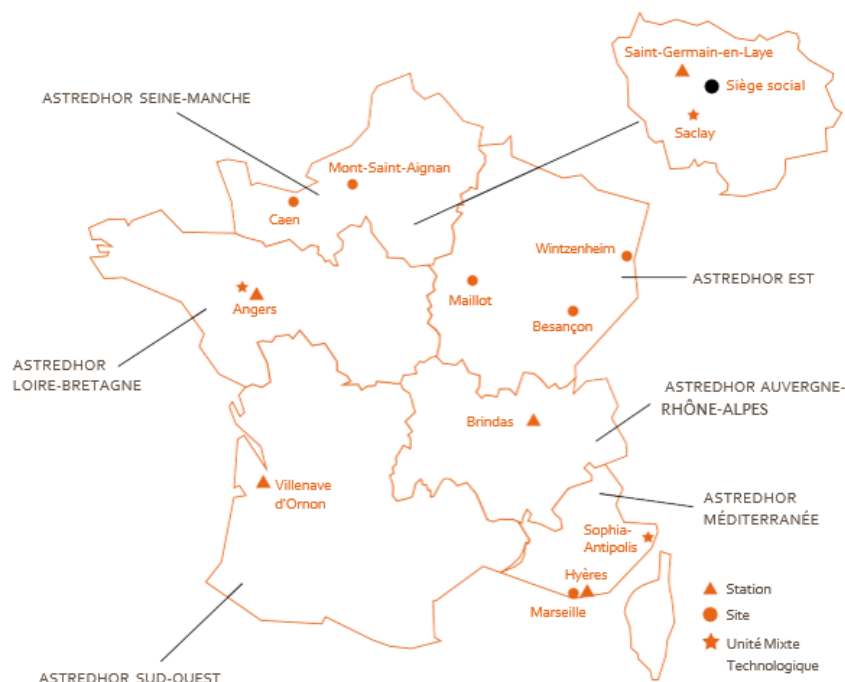 Saint-Germain-en-Laye
Siège social
Saclay
ASTREDHOR SEINE-MANCHE
Mont-Saint-Aignan
Caen
Wintzenheim
ASTREDHOR EST
Maillot
Besançon
Angers
ASTREDHOR
LOIRE-BRETAGNE
ASTREDHOR AUVERGNE-
RHÔNE-ALPES
Brindas
Villenave
d'Ornon
ASTREDHOR
MÉDITERRANÉE
Sophia-
Antipolis
Hyères
Marseille
Station
Site
Unité Mixte
Technologique
ASTREDHOR SUD-OUEST